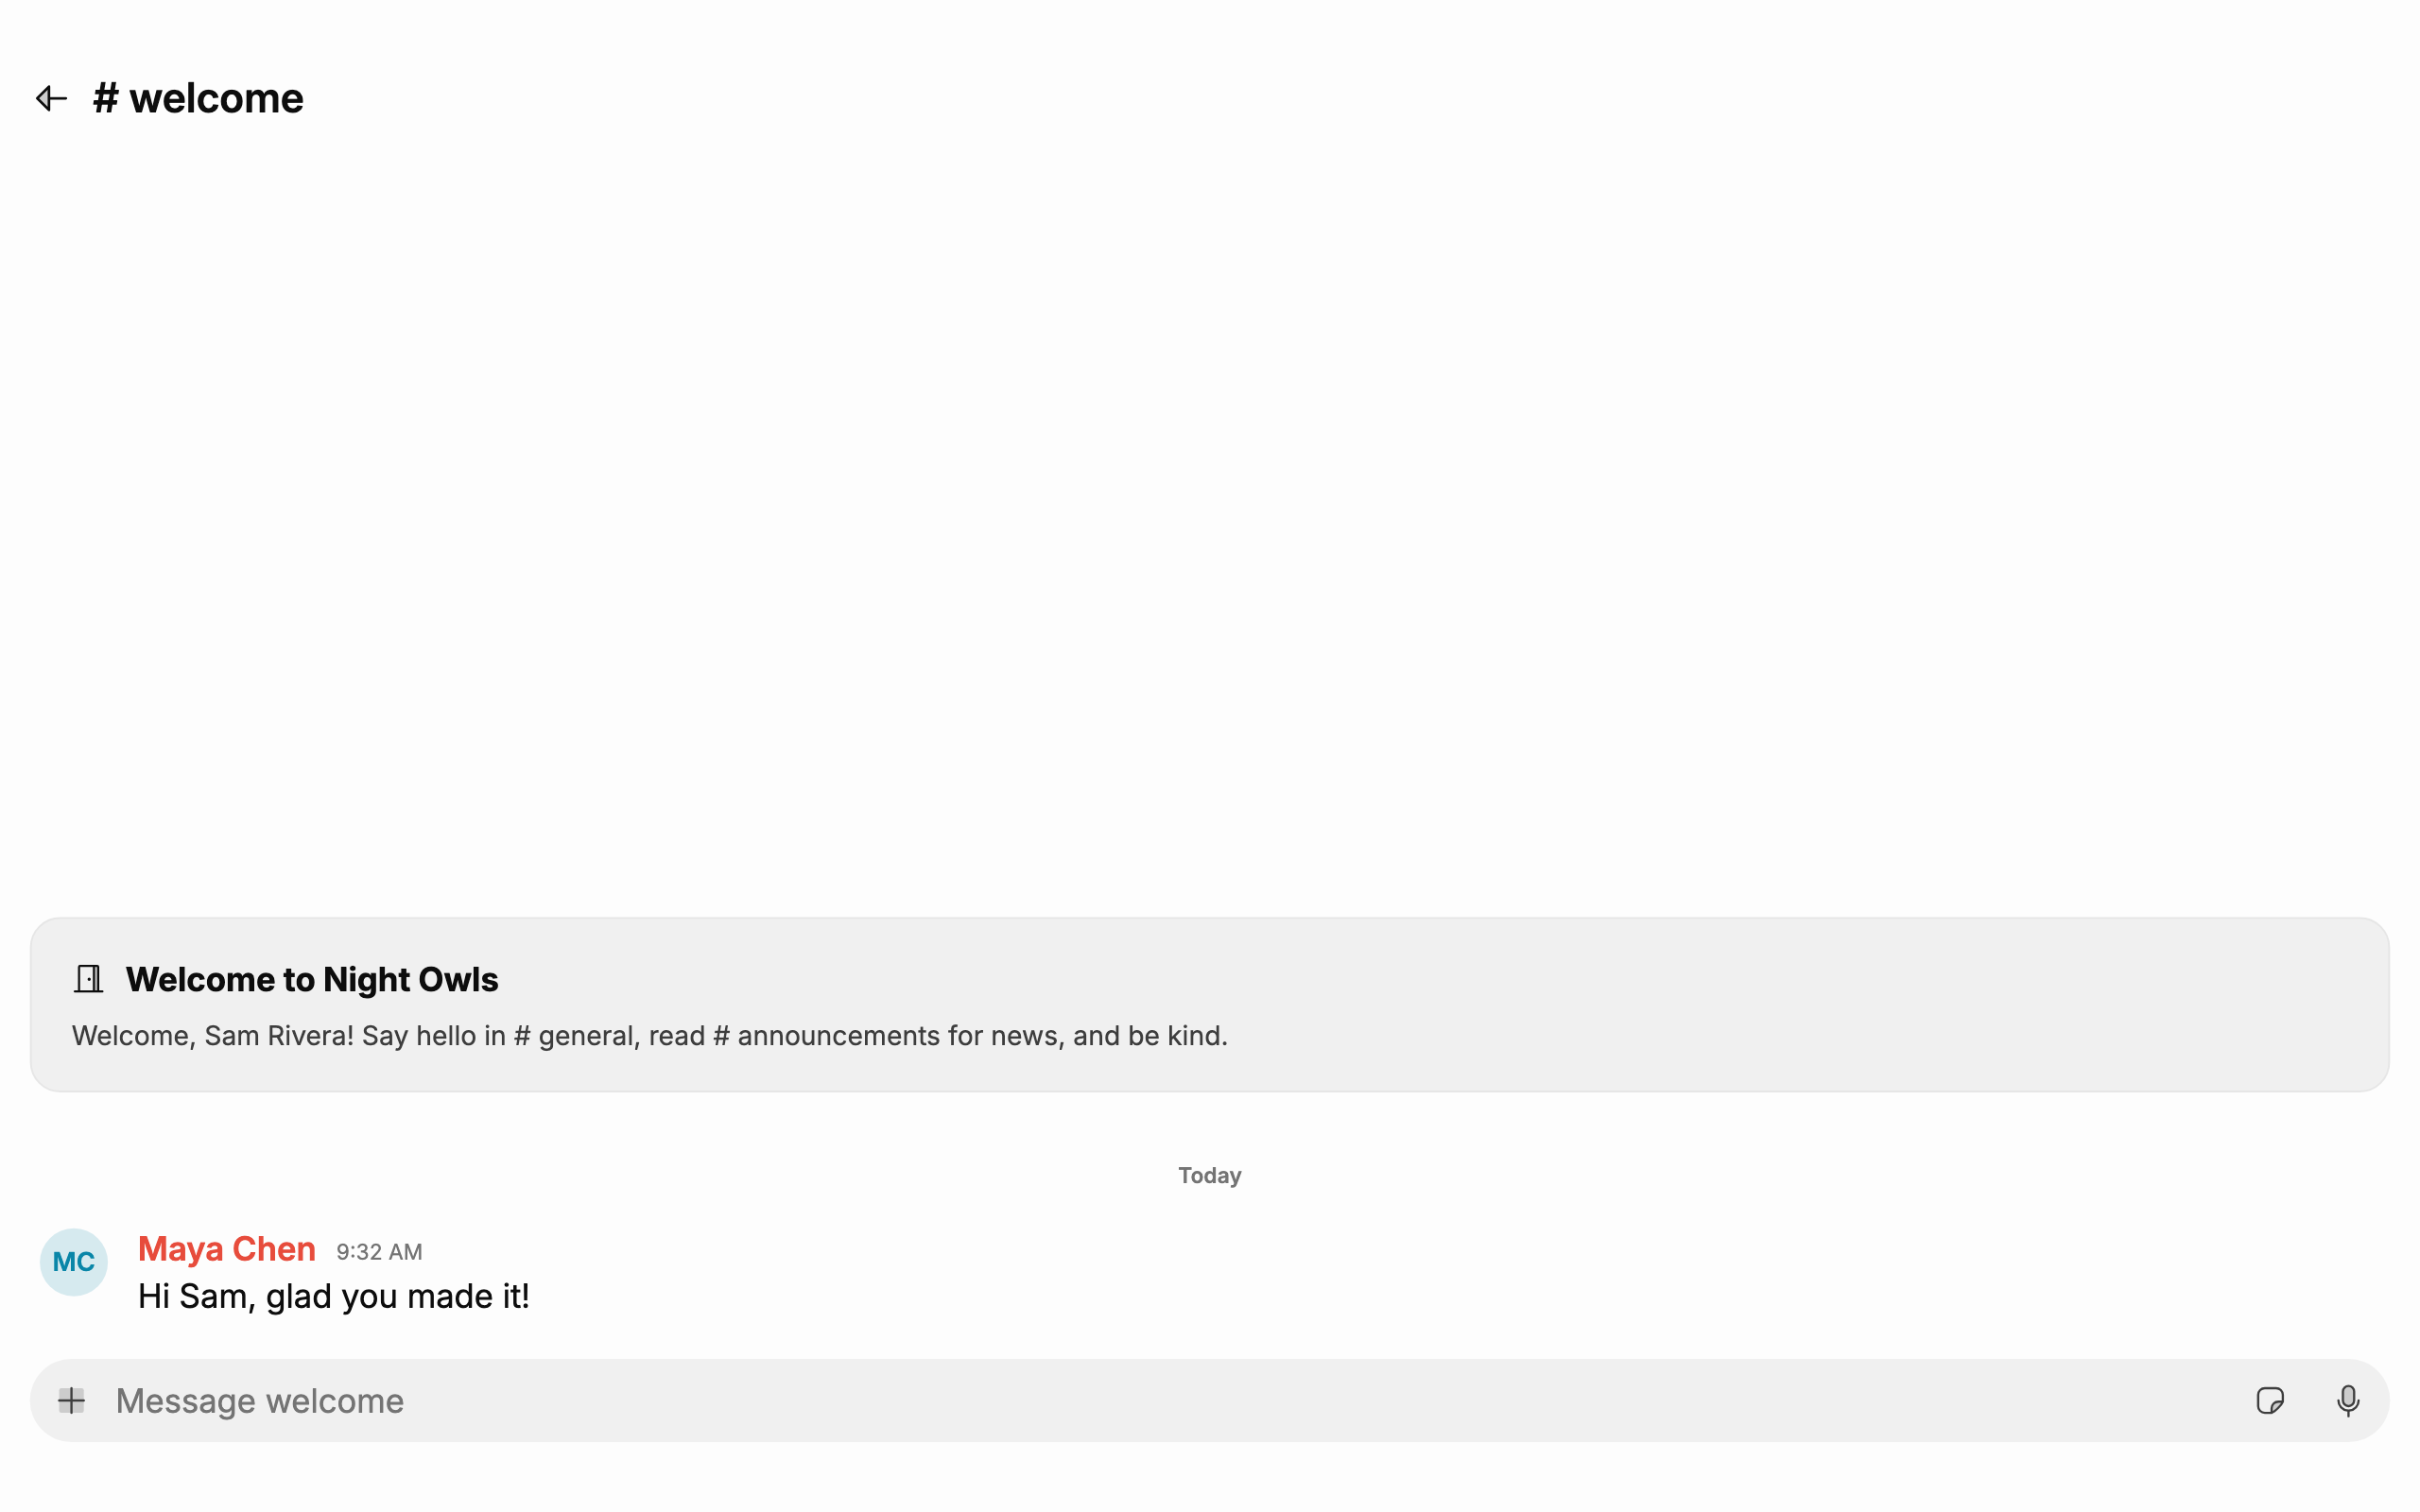 # welcome
Welcome to Night Owls
Welcome, Sam Rivera! Say hello in # general, read # announcements for news, and be kind.
Today
MC
Maya Chen 9:32 AM
Hi Sam, glad you made it!
Message welcome